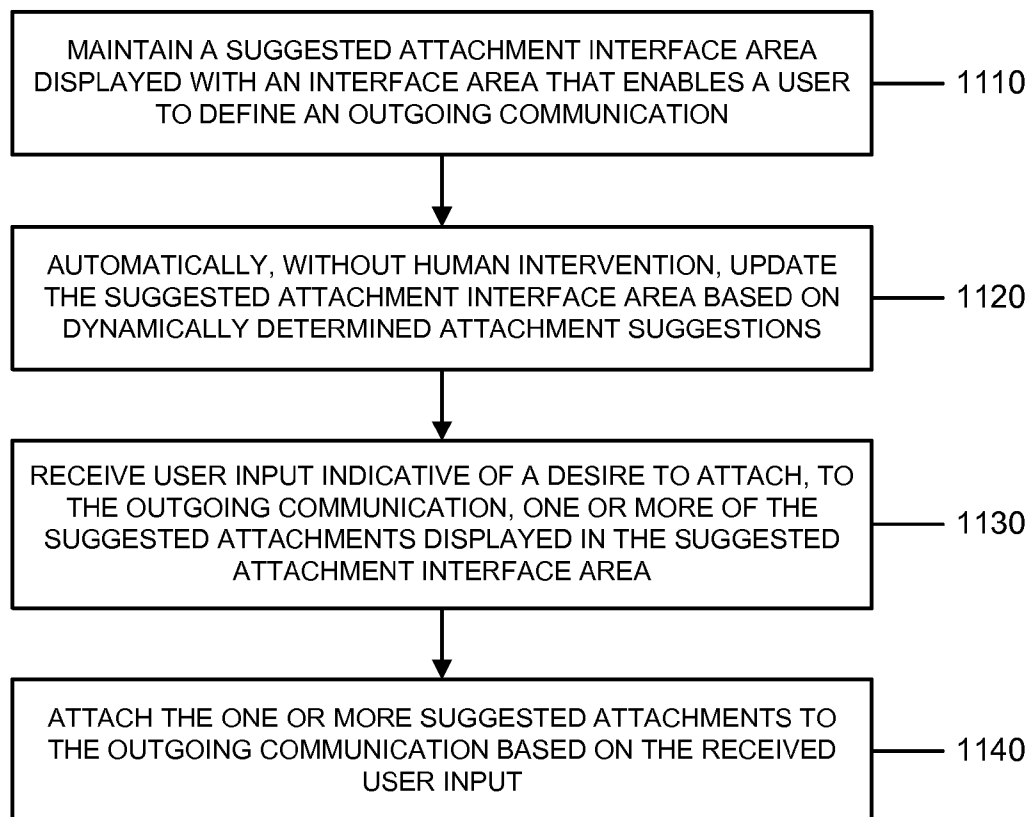 MAINTAIN A SUGGESTED ATTACHMENT INTERFACE AREA
DISPLAYED WITH AN INTERFACE AREA THAT ENABLES A USER
TO DEFINE AN OUTGOING COMMUNICATION
1110
AUTOMATICALLY, WITHOUT HUMAN INTERVENTION, UPDATE
THE SUGGESTED ATTACHMENT INTERFACE AREA BASED ON
DYNAMICALLY DETERMINED ATTACHMENT SUGGESTIONS
1120
RECEIVE USER INPUT INDICATIVE OF A DESIRE TO ATTACH, TO
THE OUTGOING COMMUNICATION, ONE OR MORE OF THE
SUGGESTED ATTACHMENTS DISPLAYED IN THE SUGGESTED
ATTACHMENT INTERFACE AREA
1130
ATTACH THE ONE OR MORE SUGGESTED ATTACHMENTS TO
THE OUTGOING COMMUNICATION BASED ON THE RECEIVED
USER INPUT
1140